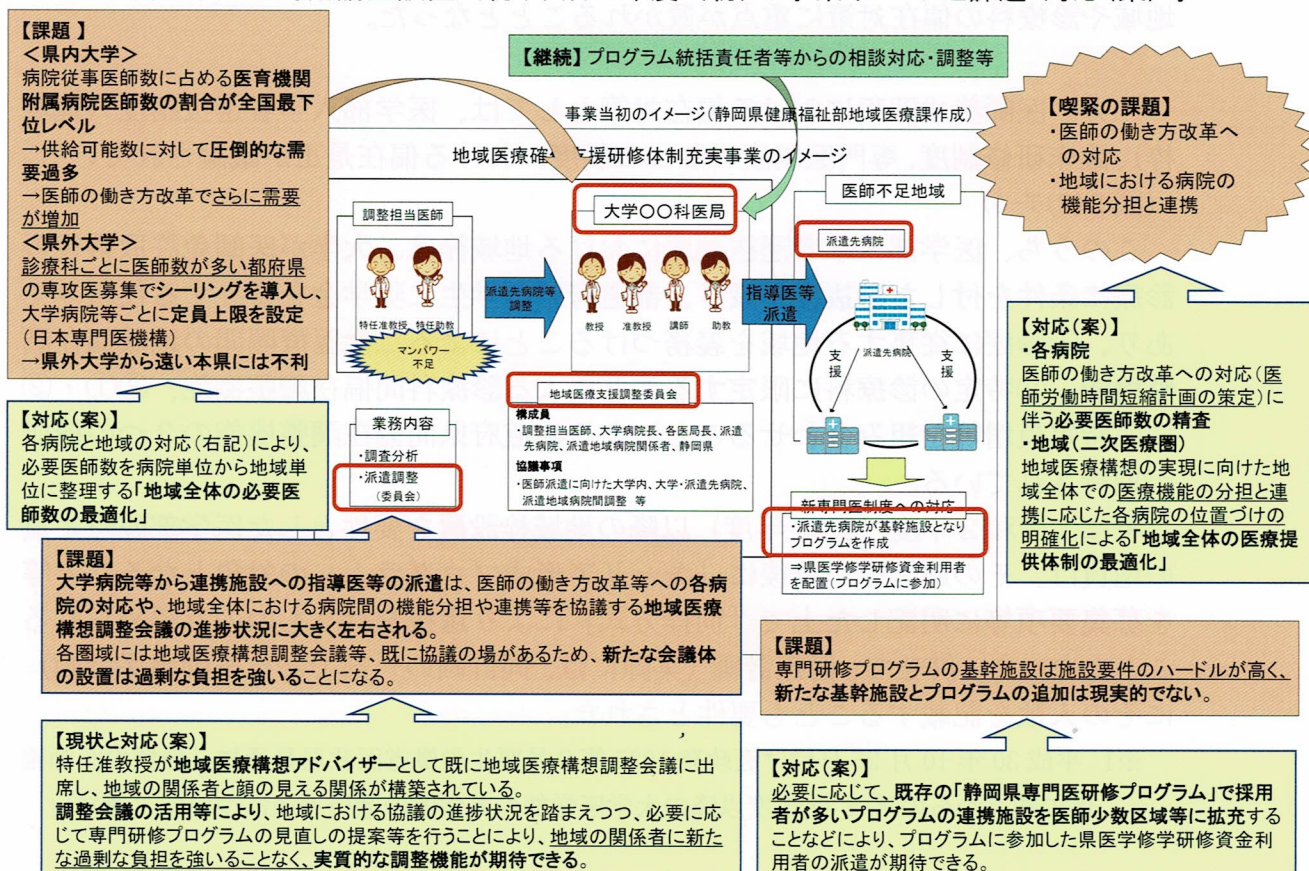 【課題 】
＜県内大学＞
病院従事医師数に占める医育機関
附属病院医師数の割合が全国最下
位レベル
→供給可能数に対して圧倒的な需
要過多
→医師の働き方改革でさらに需要
が増加
＜県外大学＞
診療科ごとに医師数が多い都府県
の専攻医募集でシーリングを導入し、
大学病院等ごとに定員上限を設定
（日本専門医機構）
→県外大学から遠い本県には不利
【対応（案）】
各病院と地域の対応（右記）により、
必要医師数を病院単位から地域単
位に整理する「地域全体の必要医
師数の最適化」
【継続】プログラム統括責任者等からの相談対応・調整等
事業当初のイメージ（静岡県健康福祉部地域医療課作成）
地域医療確 支援研修体制充実事業のイメージ
調整担当医師
特任准教授 特任助教
マンパワー
不足
業務内容
・調査分析
・派遣調整
（委員会）
派遣先病院等
調整
大学〇〇科医局
教授 准教授 講師 助教
地域医療支援調整委員会
構成員
・調整担当医師、大学病院長、各医局長、派遣
先病院、派遣地域病院関係者、静岡県
協議事項
・医師派遣に向けた大学内、大学・派遣先病院、
派遣地域病院間調整 等
指導医等
派遣
医師不足地域
派遣先病院
支援
派遣先病院
支援
新専門医制度への対応
・派遣先病院が基幹施設となり
プログラムを作成
⇒県医学修学研修資金利用者
を配置（プログラムに参加）
【喫緊の課題】
・医師の働き方改革へ
の対応
・地域における病院の
機能分担と連携
【対応（案）】
・各病院
医師の働き方改革への対応（医
師労働時間短縮計画の策定）に
伴う必要医師数の精査
・地域（二次医療圏）
地域医療構想の実現に向けた地
域全体での医療機能の分担と連
携に応じた各病院の位置づけの
明確化による「地域全体の医療提
供体制の最適化」
【課題】
大学病院等から連携施設への指導医等の派遣は、医師の働き方改革等への各病
院の対応や、地域全体における病院間の機能分担や連携等を協議する地域医療
構想調整会議の進捗状況に大きく左右される。
各圏域には地域医療構想調整会議等、既に協議の場があるため、新たな会議体
の設置は過剰な負担を強いることになる。
【現状と対応（案）】
特任准教授が地域医療構想アドバイザーとして既に地域医療構想調整会議に出
席し、地域の関係者と顔の見える関係が構築されている。
調整会議の活用等により、地域における協議の進捗状況を踏まえつつ、必要に応
じて専門研修プログラムの見直しの提案等を行うことにより、地域の関係者に新た
な過剰な負担を強いることなく、実質的な調整機能が期待できる。
【課題】
専門研修プログラムの基幹施設は施設要件のハードルが高く、
新たな基幹施設とプログラムの追加は現実的でない。
【対応（案）】
必要に応じて、既存の「静岡県専門医研修プログラム」で採用
者が多いプログラムの連携施設を医師少数区域等に拡充する
ことなどにより、プログラムに参加した県医学修学研修資金利
用者の派遣が期待できる。